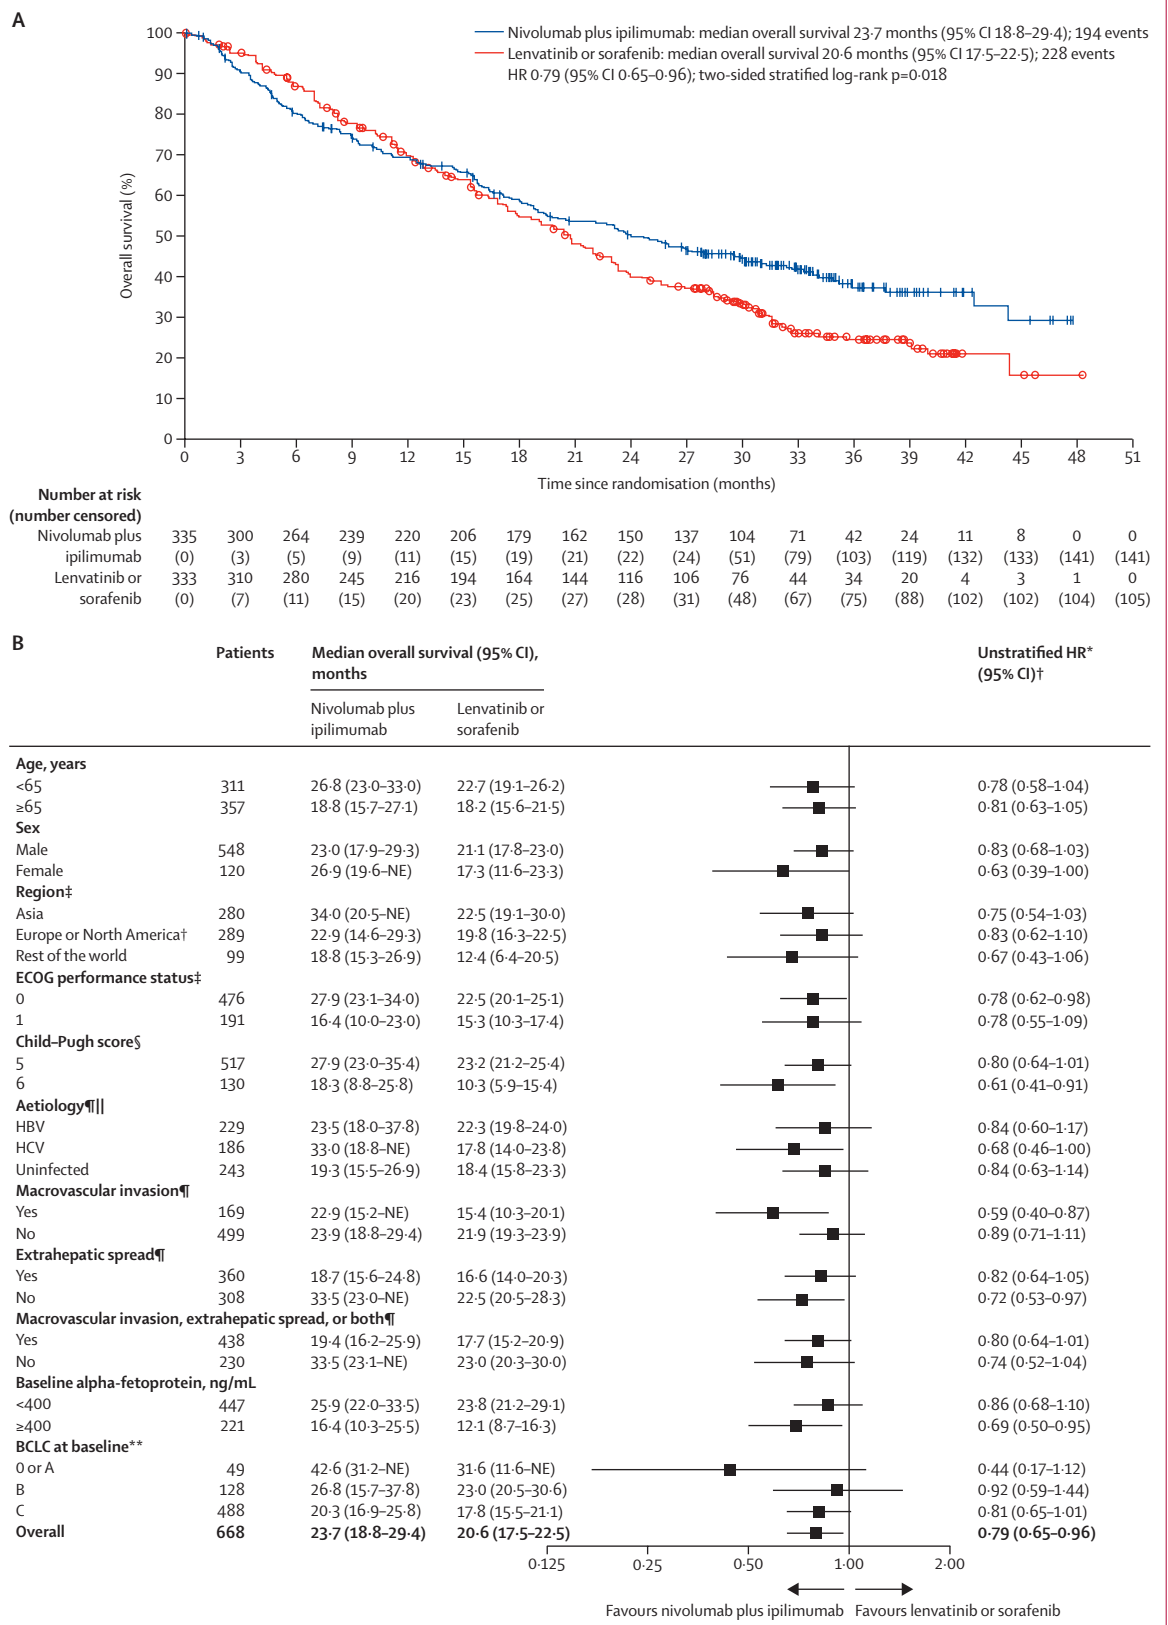 A
Nivolumab plus ipilimumab: median overall survival 23·7 months (95% CI 18·8–29·4); 194 events
Lenvatinib or sorafenib: median overall survival 20·6 months (95% CI 17·5–22·5); 228 events
HR 0·79 (95% CI 0·65–0·96); two-sided stratified log-rank p=0·018
Overall survival (%)
100
90
80
70
60
50
40
30
20
10
0
0 3 6 9 12 15 18 21 24 27 30 33 36 39 42 45 48 51
Time since randomisation (months)
Number at risk
(number censored)
Nivolumab plus 335 300 264 239 220 206 179 162 150 137 104 71 42 24 11 8 0 0
ipilimumab (0) (3) (5) (9) (11) (15) (19) (21) (22) (24) (51) (79) (103) (119) (132) (133) (141) (141)
Lenvatinib or 333 310 280 245 216 194 164 144 116 106 76 44 34 20 4 3 1 0
sorafenib (0) (7) (11) (15) (20) (23) (25) (27) (28) (31) (48) (67) (75) (88) (102) (102) (104) (105)
B
Patients Median overall survival (95% CI), Unstratified HR*
months (95% CI)†
Nivolumab plus Lenvatinib or
ipilimumab sorafenib
Age, years
<65 311 26·8 (23·0–33·0) 22·7 (19·1–26·2) 0·78 (0·58–1·04)
≥65 357 18·8 (15·7–27·1) 18·2 (15·6–21·5) 0·81 (0·63–1·05)
Sex
Male 548 23·0 (17·9–29·3) 21·1 (17·8–23·0) 0·83 (0·68–1·03)
Female 120 26·9 (19·6–NE) 17·3 (11·6–23·3) 0·63 (0·39–1·00)
Region‡
Asia 280 34·0 (20·5–NE) 22·5 (19·1–30·0) 0·75 (0·54–1·03)
Europe or North America† 289 22·9 (14·6–29·3) 19·8 (16·3–22·5) 0·83 (0·62–1·10)
Rest of the world 99 18·8 (15·3–26·9) 12·4 (6·4–20·5) 0·67 (0·43–1·06)
ECOG performance status‡
0 476 27·9 (23·1–34·0) 22·5 (20·1–25·1) 0·78 (0·62–0·98)
1 191 16·4 (10·0–23·0) 15·3 (10·3–17·4) 0·78 (0·55–1·09)
Child–Pugh score§
5 517 27·9 (23·0–35·4) 23·2 (21·2–25·4) 0·80 (0·64–1·01)
6 130 18·3 (8·8–25·8) 10·3 (5·9–15·4) 0·61 (0·41–0·91)
Aetiology¶||
HBV 229 23·5 (18·0–37·8) 22·3 (19·8–24·0) 0·84 (0·60–1·17)
HCV 186 33·0 (18·8–NE) 17·8 (14·0–23·8) 0·68 (0·46–1·00)
Uninfected 243 19·3 (15·5–26·9) 18·4 (15·8–23·3) 0·84 (0·63–1·14)
Macrovascular invasion¶
Yes 169 22·9 (15·2–NE) 15·4 (10·3–20·1) 0·59 (0·40–0·87)
No 499 23·9 (18·8–29·4) 21·9 (19·3–23·9) 0·89 (0·71–1·11)
Extrahepatic spread¶
Yes 360 18·7 (15·6–24·8) 16·6 (14·0–20·3) 0·82 (0·64–1·05)
No 308 33·5 (23·0–NE) 22·5 (20·5–28·3) 0·72 (0·53–0·97)
Macrovascular invasion, extrahepatic spread, or both¶
Yes 438 19·4 (16·2–25·9) 17·7 (15·2–20·9) 0·80 (0·64–1·01)
No 230 33·5 (23·1–NE) 23·0 (20·3–30·0) 0·74 (0·52–1·04)
Baseline alpha-fetoprotein, ng/mL
<400 447 25·9 (22·0–33·5) 23·8 (21·2–29·1) 0·86 (0·68–1·10)
≥400 221 16·4 (10·3–25·5) 12·1 (8·7–16·3) 0·69 (0·50–0·95)
BCLC at baseline**
0 or A 49 42·6 (31·2–NE) 31·6 (11·6–NE) 0·44 (0·17–1·12)
B 128 26·8 (15·7–37·8) 23·0 (20·5–30·6) 0·92 (0·59–1·44)
C 488 20·3 (16·9–25·8) 17·8 (15·5–21·1) 0·81 (0·65–1·01)
Overall 668 23·7 (18·8–29·4) 20·6 (17·5–22·5) 0·79 (0·65–0·96)
0·125 0·25 0·50 1·00 2·00
Favours nivolumab plus ipilimumab Favours lenvatinib or sorafenib